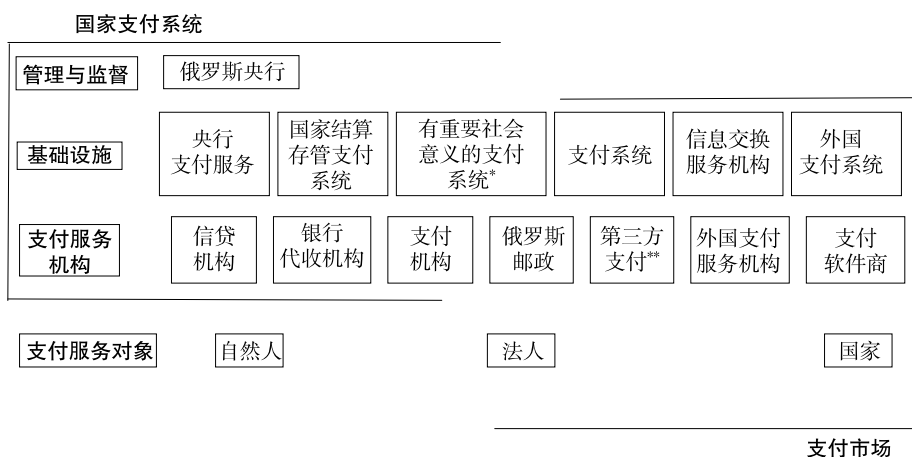 国家支付系统
管理与监督
俄罗斯央行
基础设施
央行
支付服务
国家结算
存管支付
系统
有重要社会
意义的支付
系统*
支付系统
信息交换
服务机构
外国
支付系统
支付服务
机构
信贷
机构
银行
代收机构
支付
机构
俄罗斯
邮政
第三方
支付**
外国支付
服务机构
支付
软件商
支付服务对象
自然人
法人
国家
支付市场